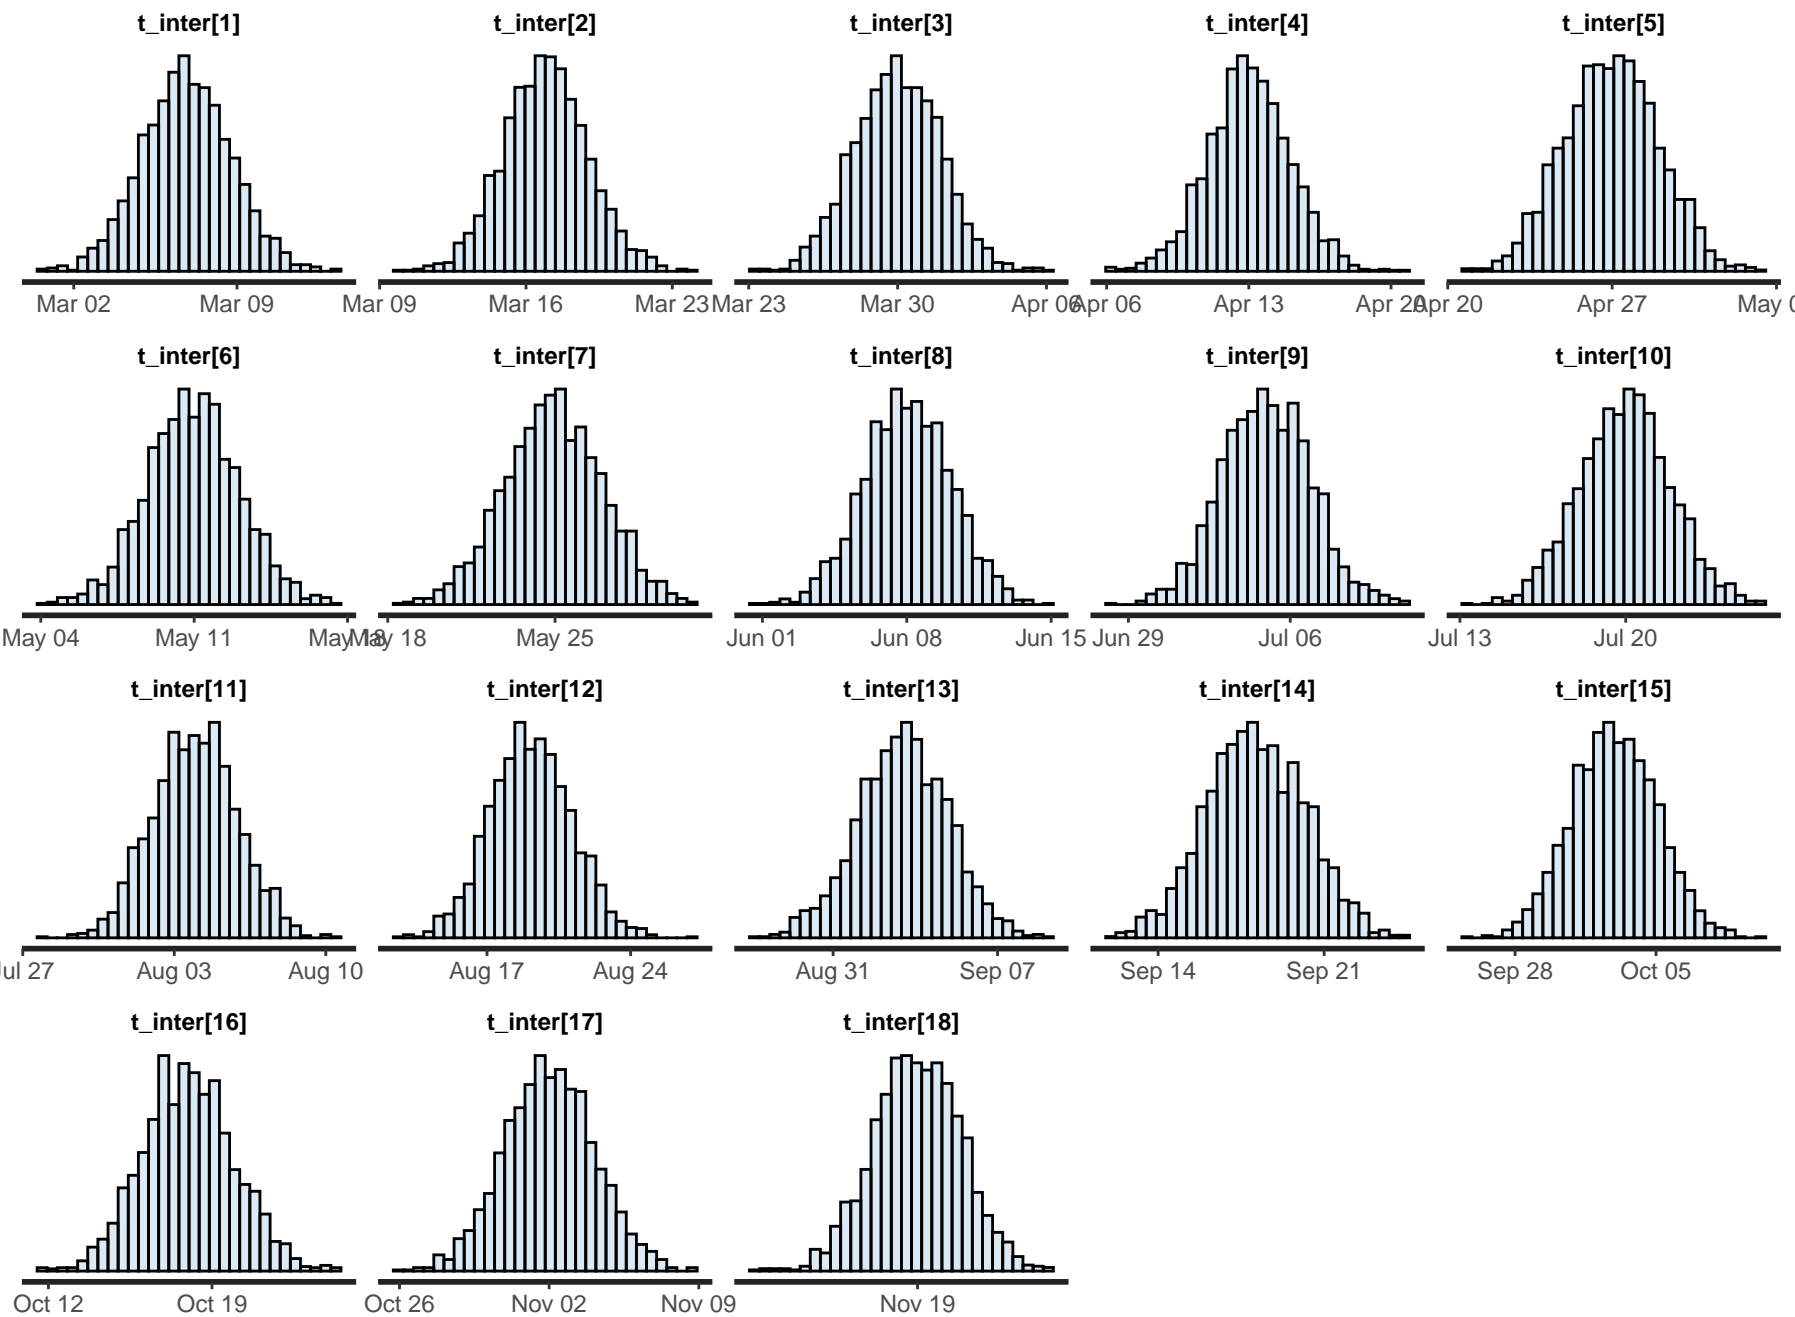 t_inter[1] t_inter[2] t_inter[3] t_inter[4] t_inter[5]
Mar 02 Mar 09 Mar 09 Mar 16 Mar 23 Mar 23 Mar 30 Apr 06 Apr 06 Apr 13 Apr 20 Apr 20 Apr 27 May 0
t_inter[6] t_inter[7] t_inter[8] t_inter[9] t_inter[10]
May 04 May 11 May 18 May 18 May 25 Jun 01 Jun 08 Jun 15 Jun 29 Jul 06 Jul 13 Jul 20
t_inter[11] t_inter[12] t_inter[13] t_inter[14] t_inter[15]
Jul 27 Aug 03 Aug 10 Aug 17 Aug 24 Aug 31 Sep 07 Sep 14 Sep 21 Sep 28 Oct 05
t_inter[16] t_inter[17] t_inter[18]
Oct 12 Oct 19 Oct 26 Nov 02 Nov 09 Nov 19